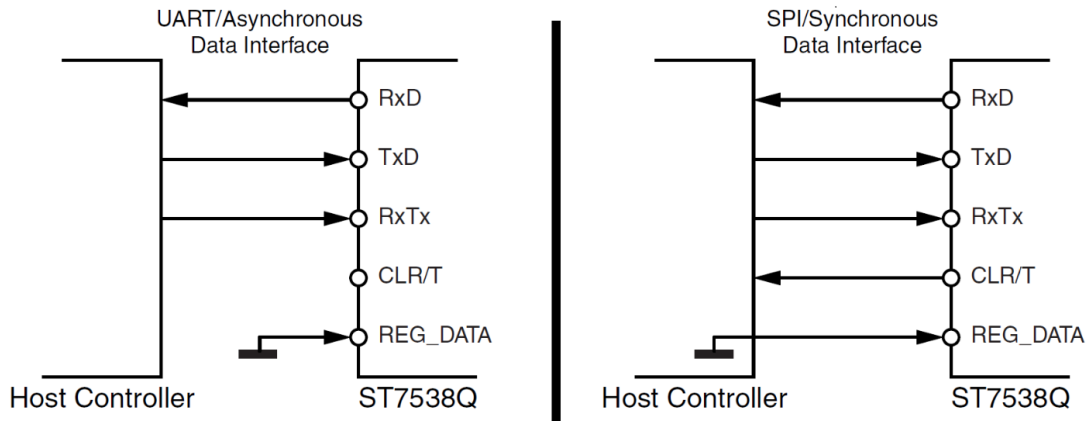 UART/Asynchronous
Data Interface
RxD
TxD
RxTx
CLR/T
REG_DATA
Host Controller
ST7538Q
SPI/Synchronous
Data Interface
RxD
TxD
RxTx
CLR/T
REG_DATA
Host Controller
ST7538Q